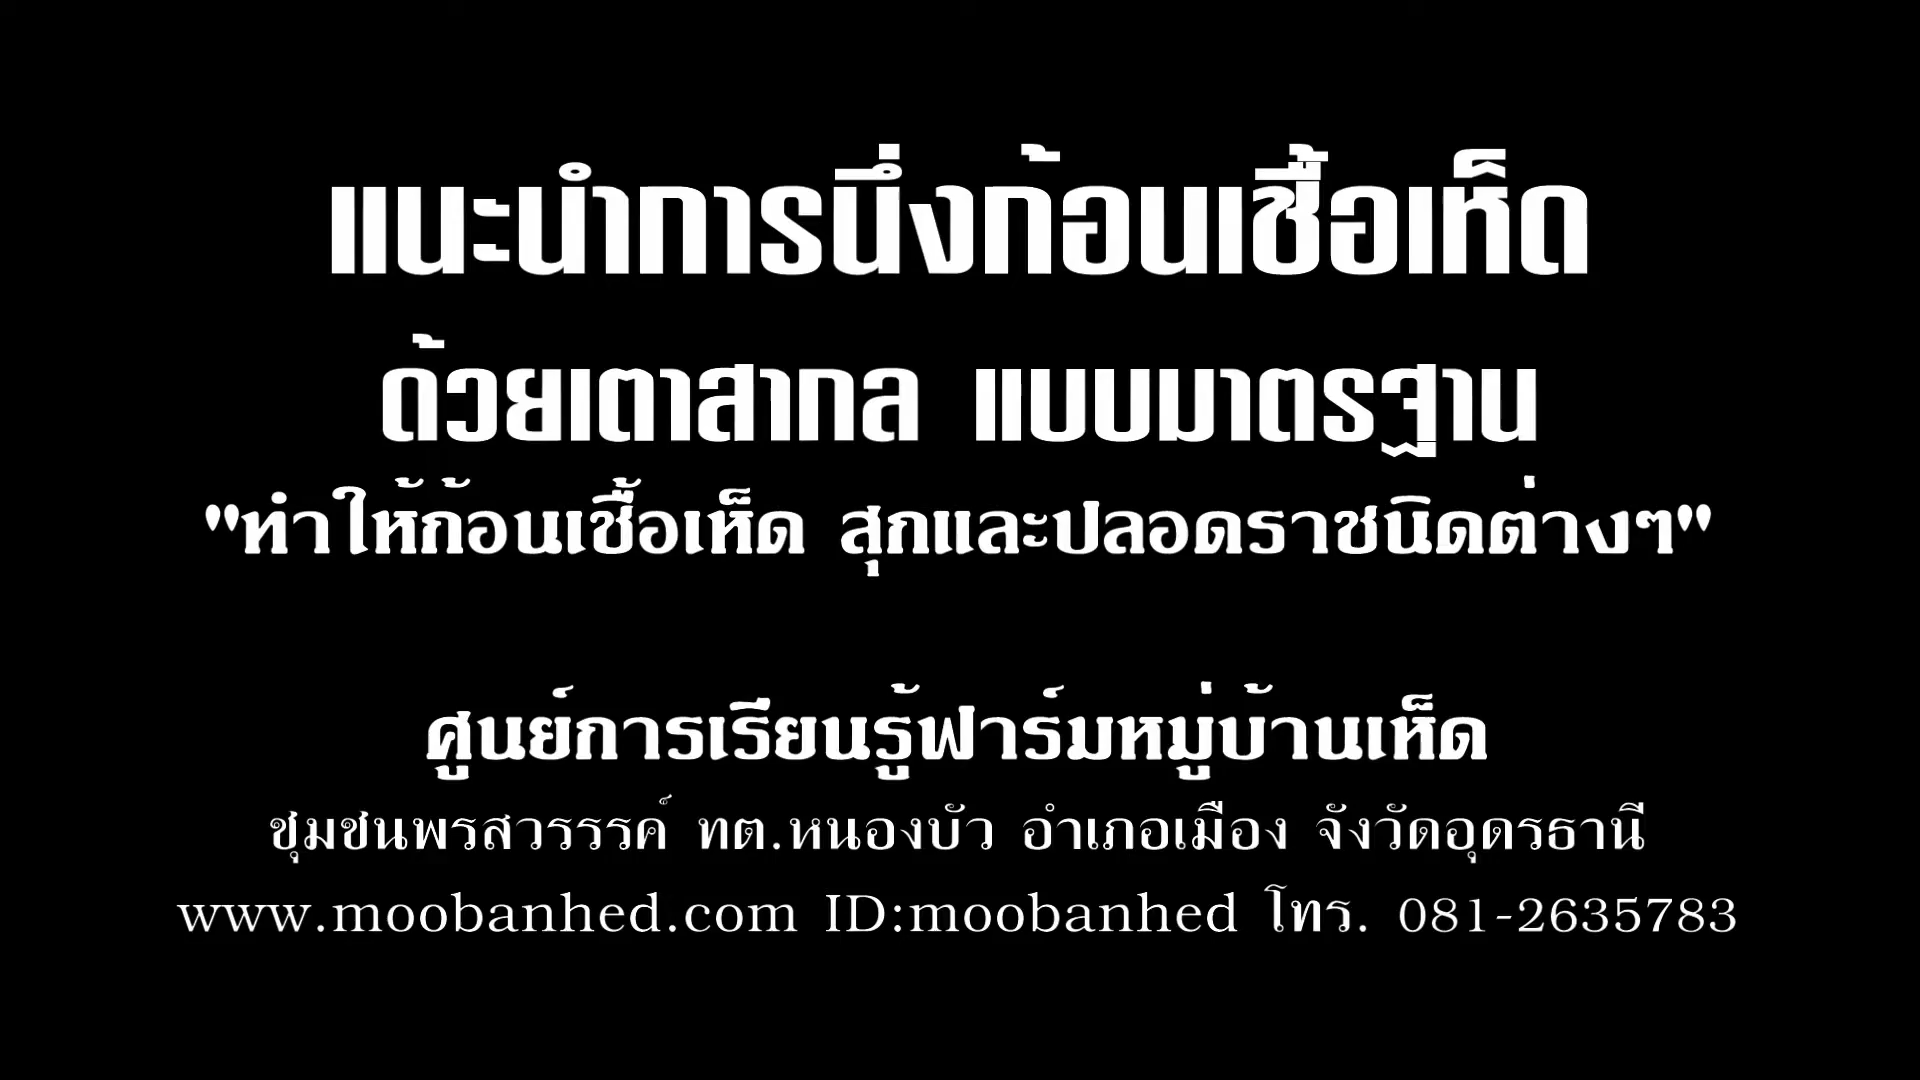 แนะนำการนึ่งก้อนเชื้อเห็ด
ด้วยเตาสากล แบบมาตรฐาน
"ทำให้ก้อนเชื้อเห็ด สุกและปลอดราชนิดต่างๆ"
ศูนย์การเรียนรู้ฟาร์มหมู่บ้านเห็ด
ชุมชนพรสวรรรค์ ทต.หนองบัว อำเภอเมือง จังวัดอุดรธานี
www.moobanhed.com ID:moobanhed โทร. 081-2635783